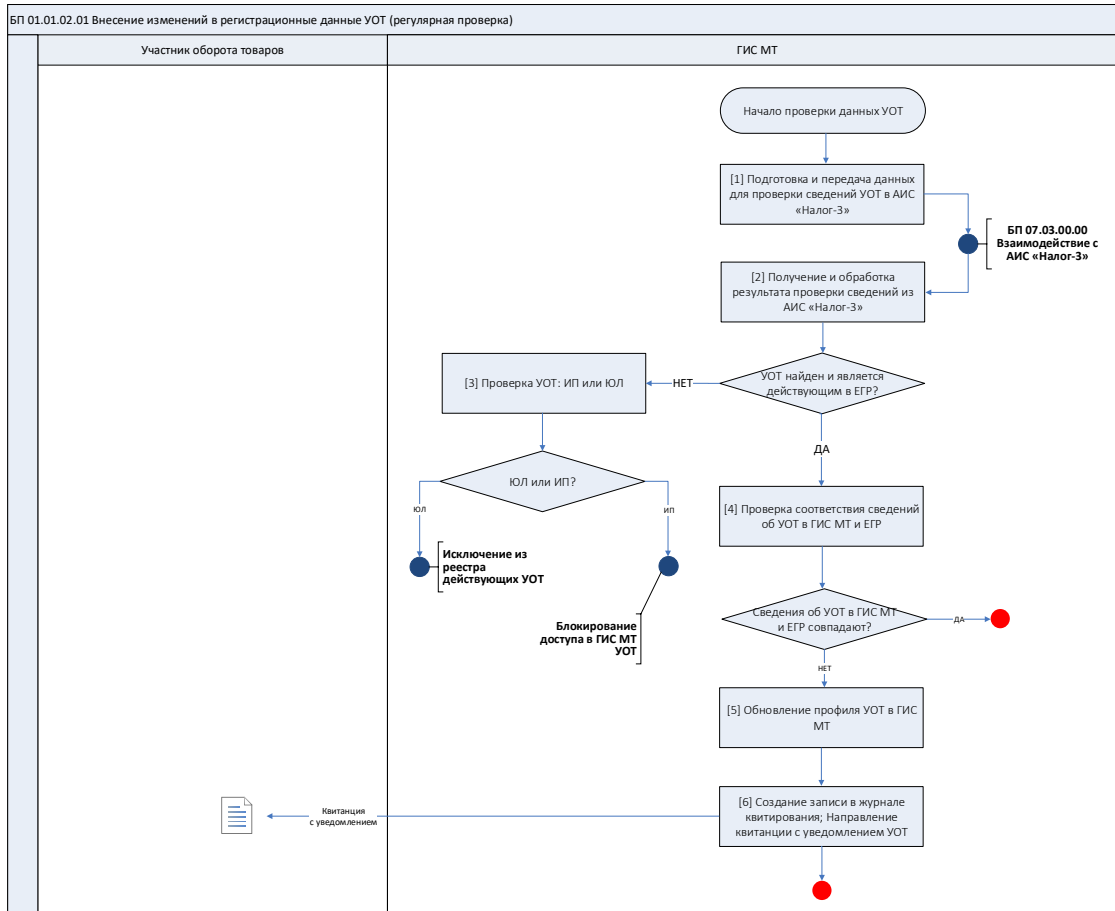 БП 01.01.02.01 Внесение изменений в регистрационные данные УОТ (регулярная проверка)
Участник оборота товаров
ГИС МТ
Начало проверки данных УОТ
[1] Подготовка и передача данных
для проверки сведений УОТ в АИС
«Налог-3»
БП 07.03.00.00
Взаимодействие с
АИС «Налог-3»
[2] Получение и обработка
результата проверки сведений из
АИС «Налог-3»
УОТ найден и является
действующим в ЕГР?
НЕТ
[3] Проверка УОТ: ИП или ЮЛ
ДА
ЮЛ или ИП?
ЮЛ
ИП
[4] Проверка соответствия сведений
об УОТ в ГИС МТ и ЕГР
Исключение из
реестра
действующих УОТ
Блокирование
доступа в ГИС МТ
УОТ
Сведения об УОТ в ГИС МТ
и ЕГР совпадают?
ДА
НЕТ
[5] Обновление профиля УОТ в ГИС
МТ
[6] Создание записи в журнале
квитирования; Направление
квитанции с уведомлением УОТ
Квитанция
с уведомлением